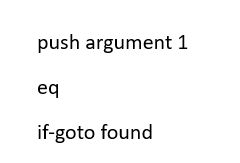 push argument 1
eq
if-goto found